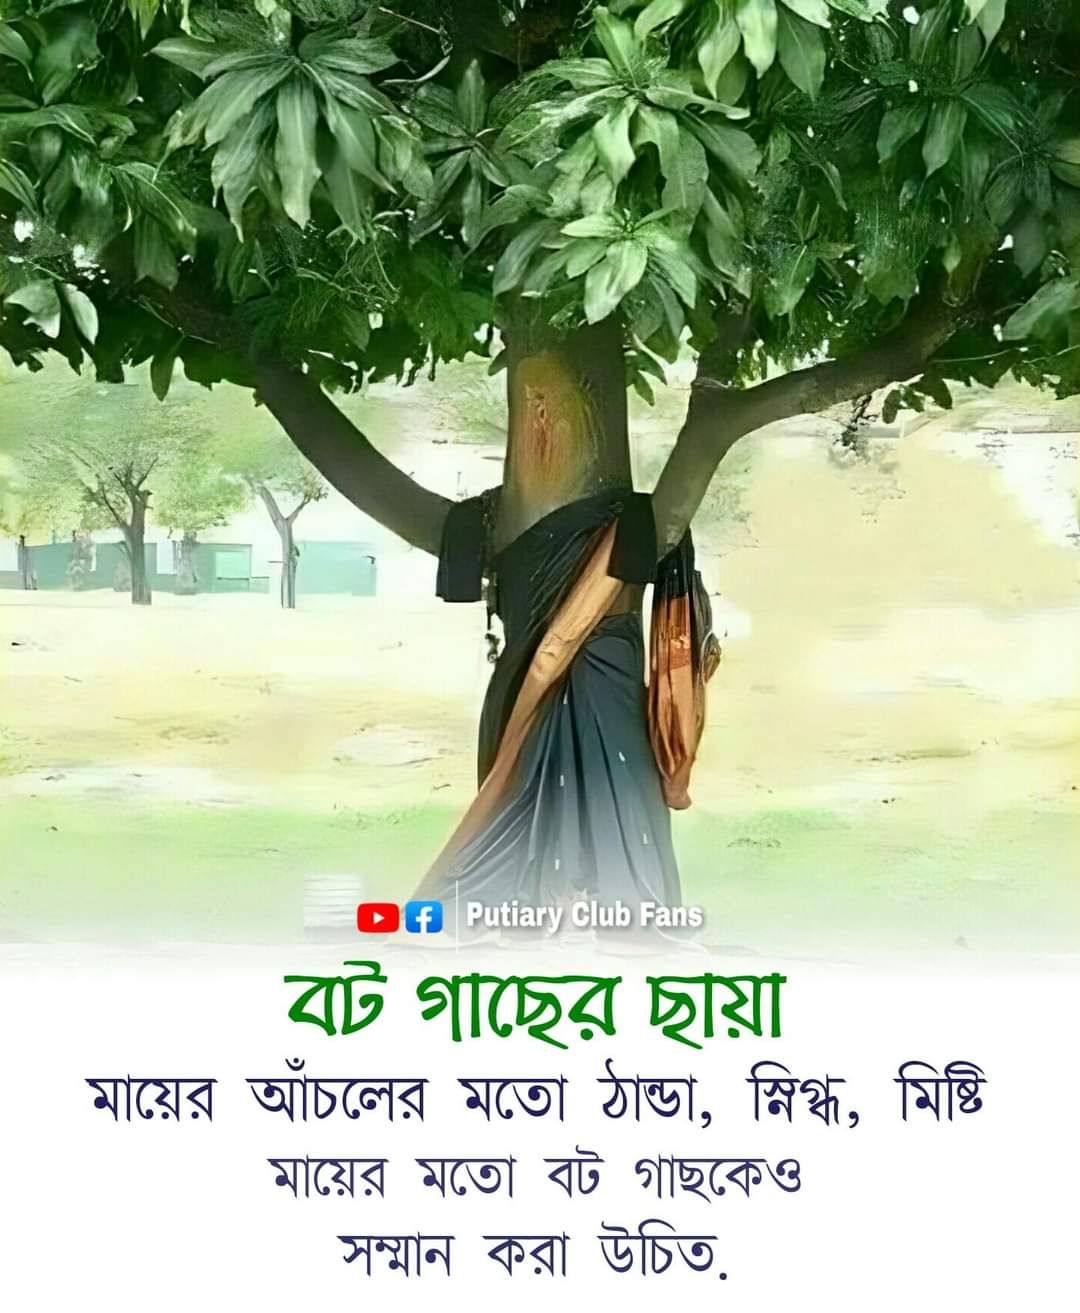 Putiary Club Fans
বট গাছের ছায়া
মায়ের আঁচলের মতো ঠান্ডা, স্নিগ্ধ, মিষ্টি
মায়ের মতো বট গাছকেও
সম্মান করা উচিত.